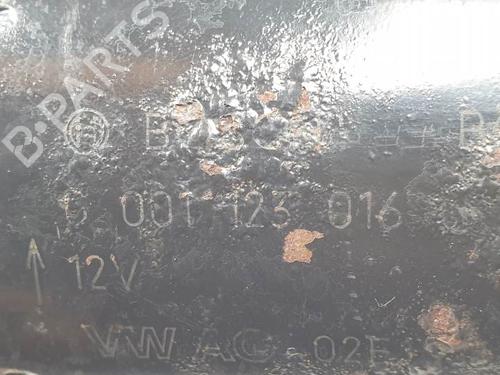 B-PARTS
BOSCH
0 001 123 016
12V
VW AG 02E